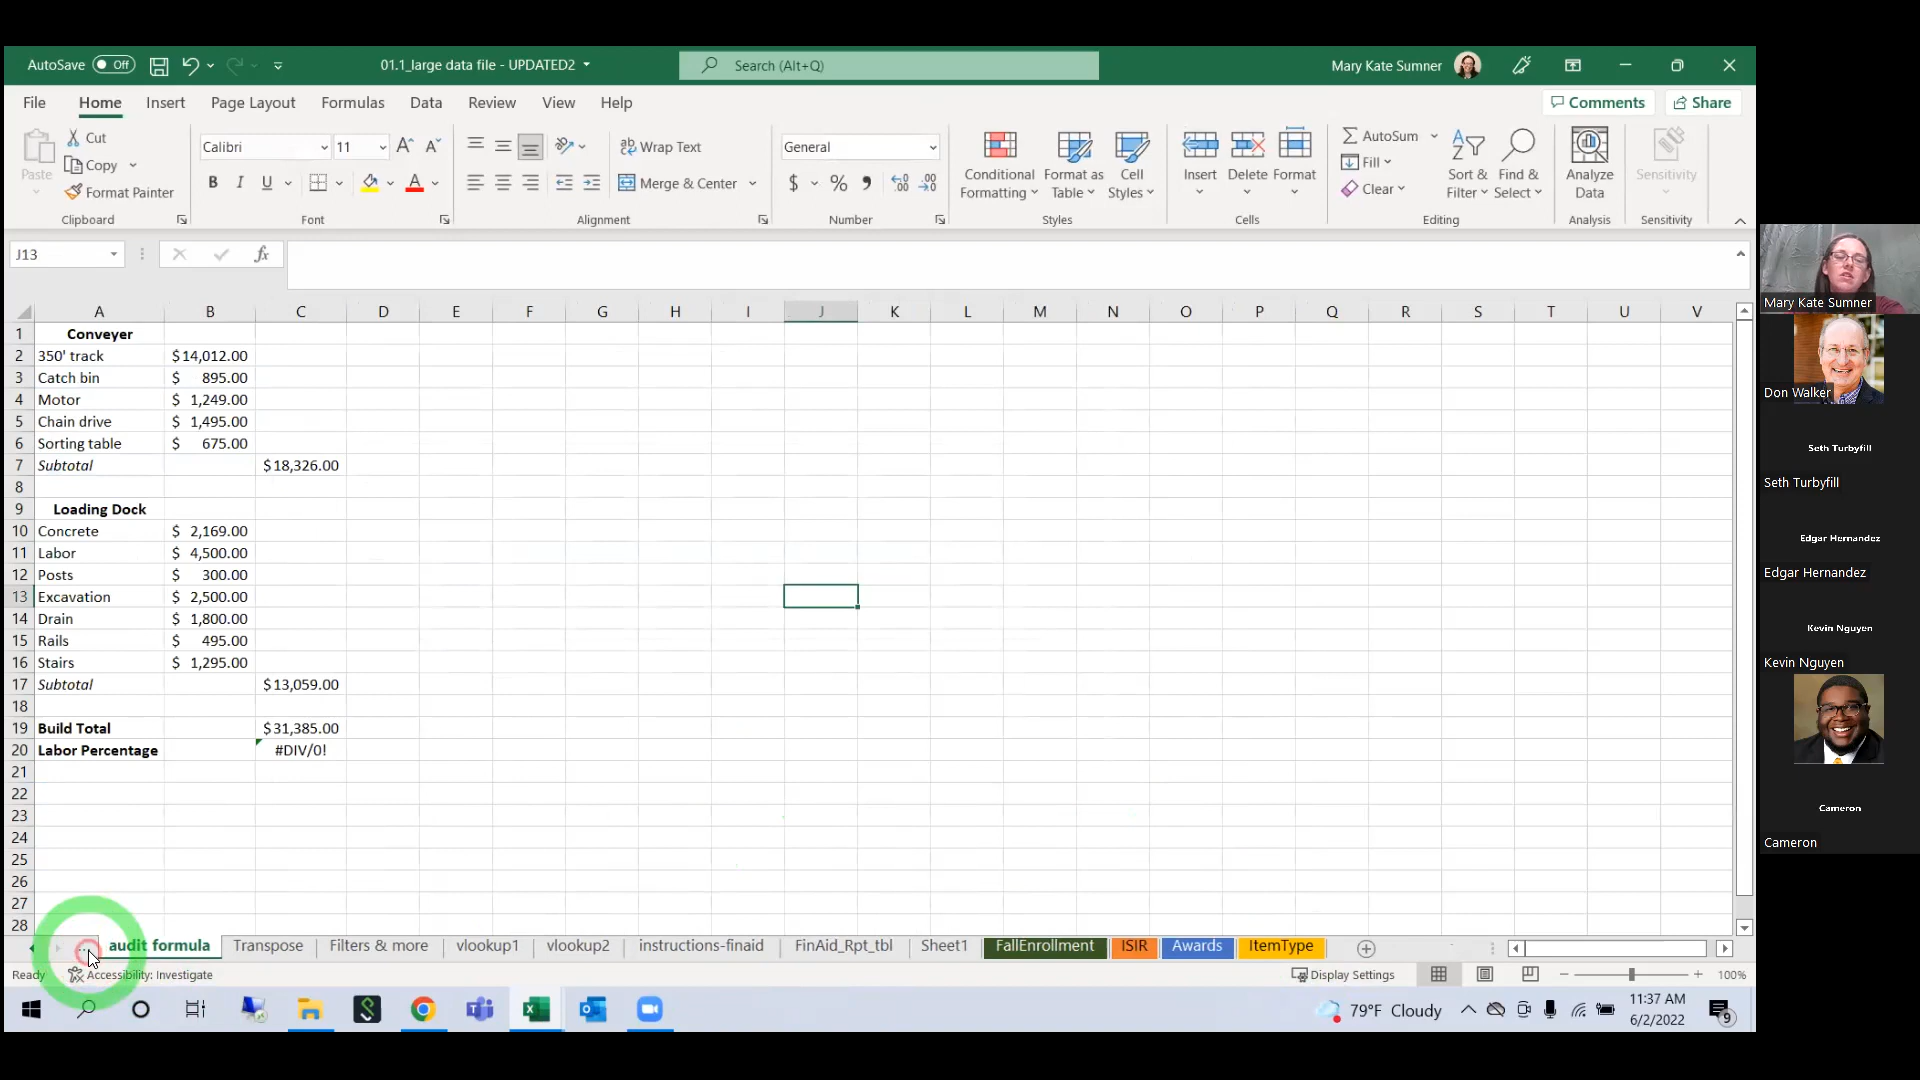 AutoSave Off 01.1_large data file - UPDATED2 Search (Alt+Q) Mary Kate Sumner
File Home Insert Page Layout Formulas Data Review View Help Comments Share
Paste Cut Copy Format Painter Clipboard
Calibri 11 B I U A Font
Wrap Text Merge & Center Alignment
General $ % 9 Number
Conditional Formatting Format as Table Cell Styles Styles
Insert Delete Format Cells
AutoSum Fill Clear Sort & Filter Find & Select Editing
Analyze Data Analysis
Sensitivity Sensitivity
J13 fx
A B C D E F G H I J K L M N O P Q R S T U V
1 Conveyer
2 350' track $14,012.00
3 Catch bin $ 895.00
4 Motor $ 1,249.00
5 Chain drive $ 1,495.00
6 Sorting table $ 675.00
7 Subtotal $18,326.00
8
9 Loading Dock
10 Concrete $ 2,169.00
11 Labor $ 4,500.00
12 Posts $ 300.00
13 Excavation $ 2,500.00
14 Drain $ 1,800.00
15 Rails $ 495.00
16 Stairs $ 1,295.00
17 Subtotal $13,059.00
18
19 Build Total $31,385.00
20 Labor Percentage #DIV/0!
21
22
23
24
25
26
27
28
... audit formula Transpose Filters & more vlookup1 vlookup2 instructions-finaid FinAid_Rpt_tbl Sheet1 FallEnrollment ISIR Awards ItemType
Ready Accessibility: Investigate Display Settings 100%
79°F Cloudy 11:37 AM
6/2/2022 9
Mary Kate Sumner
Don Walker
Seth Turbyfill
Seth Turbyfill
Edgar Hernandez
Edgar Hernandez
Kevin Nguyen
Kevin Nguyen
Cameron
Cameron